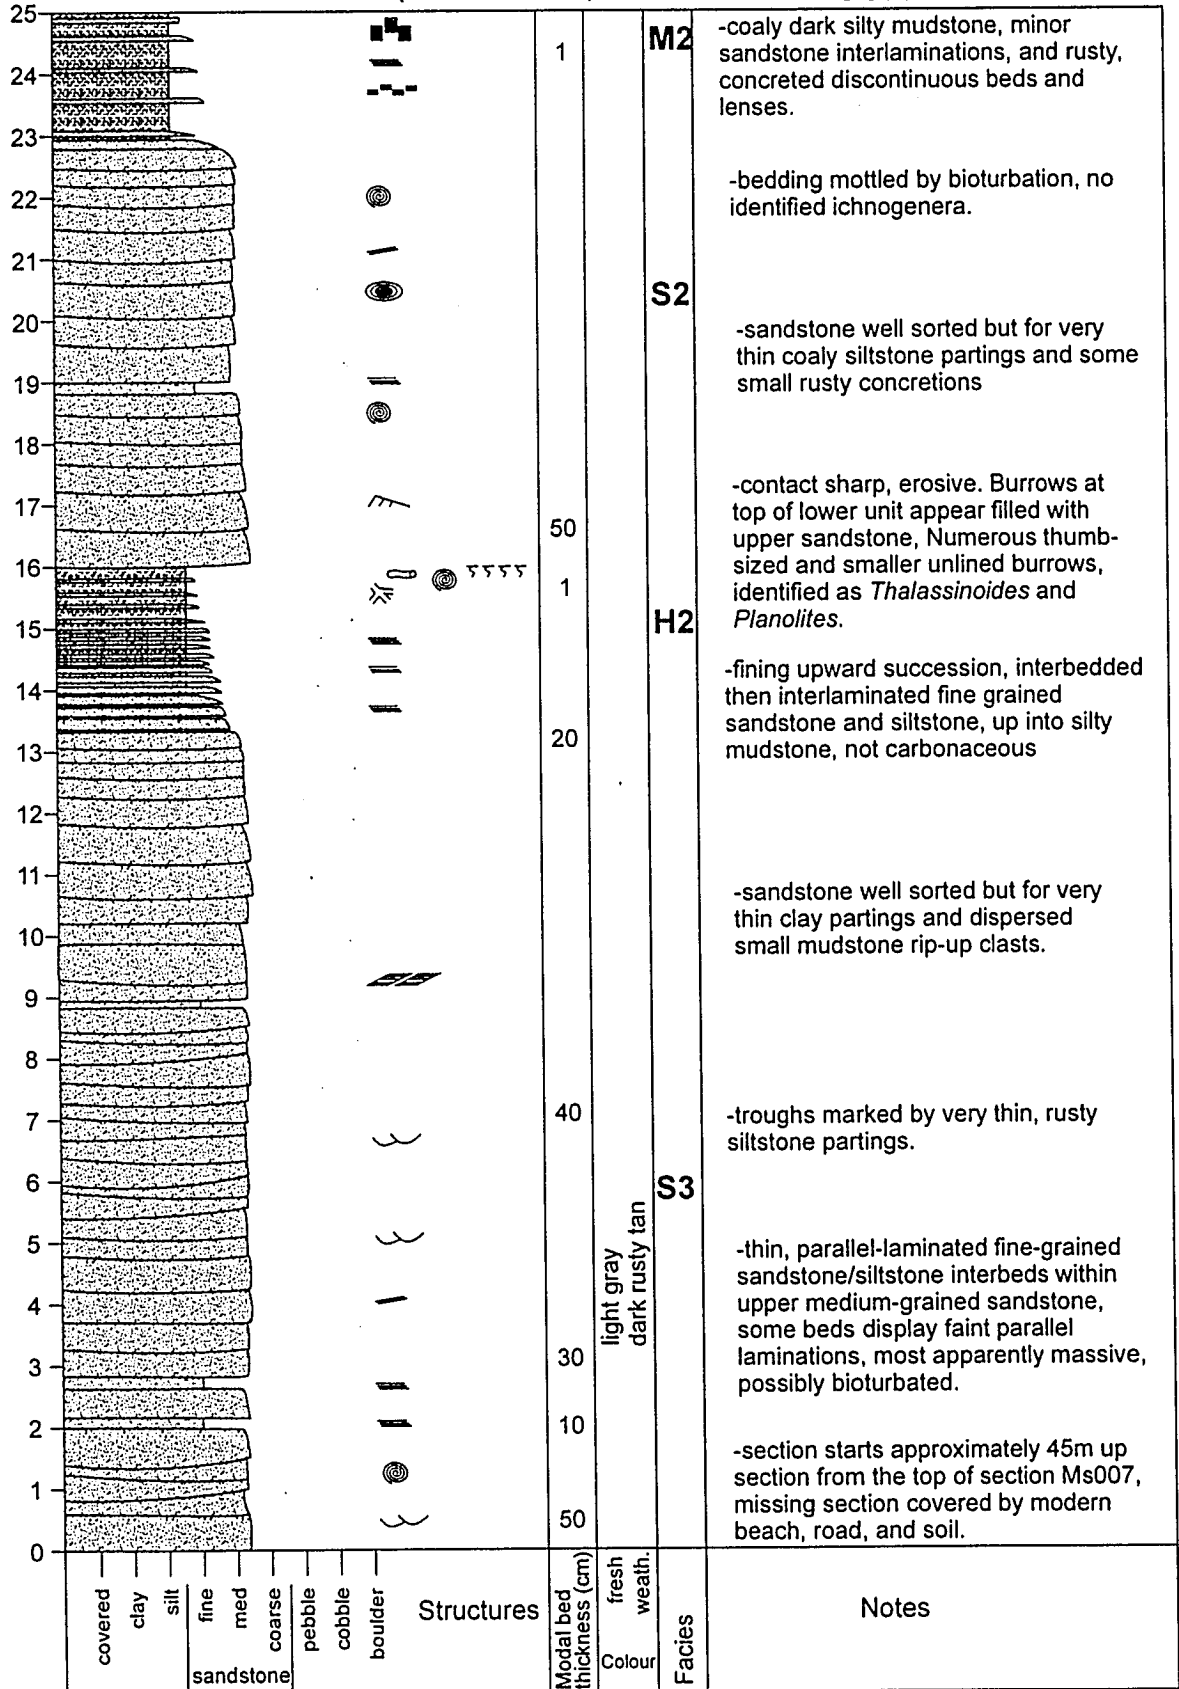 25
24
23
22
21
20
19
18
17
16
15
14
13
12
11
10
9
8
7
6
5
4
3
2
1
0
1
50
1
20
40
30
10
50
light gray
dark rusty tan
M2
S2
H2
S3
-coaly dark silty mudstone, minor
sandstone interlaminations, and rusty,
concreted discontinuous beds and
lenses.
-bedding mottled by bioturbation, no
identified ichnogenera.
-sandstone well sorted but for very
thin coaly siltstone partings and some
small rusty concretions
-contact sharp, erosive. Burrows at
top of lower unit appear filled with
upper sandstone, Numerous thumb-
sized and smaller unlined burrows,
identified as Thalassinoides and
Planolites.
-fining upward succession, interbedded
then interlaminated fine grained
sandstone and siltstone, up into silty
mudstone, not carbonaceous
-sandstone well sorted but for very
thin clay partings and dispersed
small mudstone rip-up clasts.
-troughs marked by very thin, rusty
siltstone partings.
-thin, parallel-laminated fine-grained
sandstone/siltstone interbeds within
upper medium-grained sandstone,
some beds display faint parallel
laminations, most apparently massive,
possibly bioturbated.
-section starts approximately 45m up
section from the top of section Ms007,
missing section covered by modern
beach, road, and soil.
covered
clay
silt
fine
med
coarse
pebble
cobble
boulder
sandstone
Structures
Modal bed
thickness (cm)
fresh
weath.
Colour
Facies
Notes